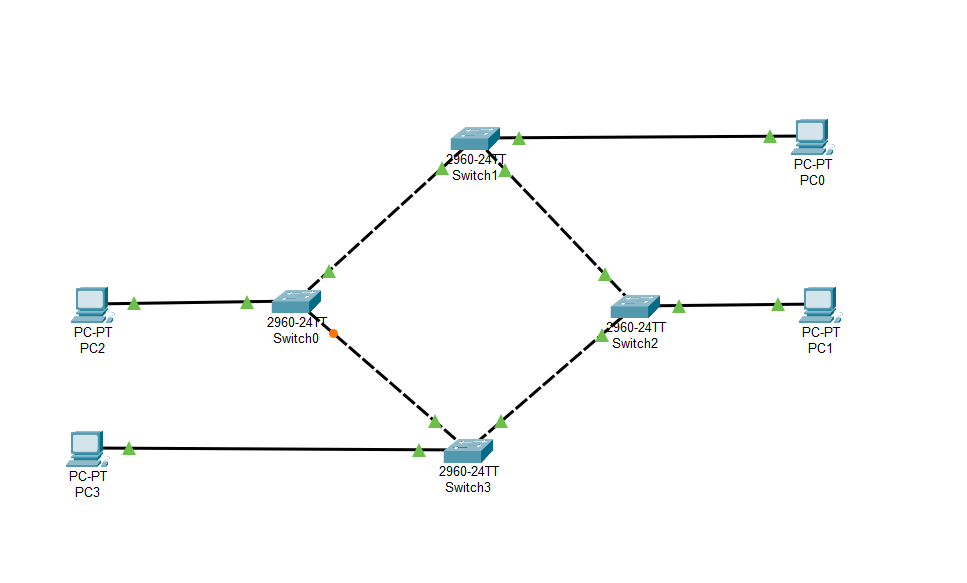 2960-24TT
Switch1
PC-PT
PC0
PC-PT
PC2
2960-24TT
Switch0
2960-24TT
Switch2
PC-PT
PC1
PC-PT
PC3
2960-24TT
Switch3